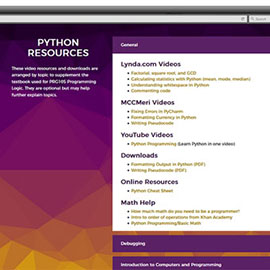 PYTHON
RESOURCES
These video resources and downloads are
arranged by topic to supplement the
textbook used for PRG105 Programming
Logic. They are optional but may help
further explain topics.
General
Lynda.com Videos
Factorial, square root, and GCD
Calculating statistics with Python (mean, mode, median)
Understanding whitespace in Python
Commenting code
MCCMeri Videos
Fixing Errors in PyCharm
Formatting Currency in Python
Writing Pseudocode
YouTube Videos
Python Programming (Learn Python in one video)
Downloads
Formatting Output in Python (PDF)
Writing Pseudocode (PDF)
Online Resources
Python Cheat Sheet
Math Help
How much math do you need to be a programmer?
Intro to order of operations from Khan Academy
Python Programming/Basic Math
Debugging
Introduction to Computers and Programming